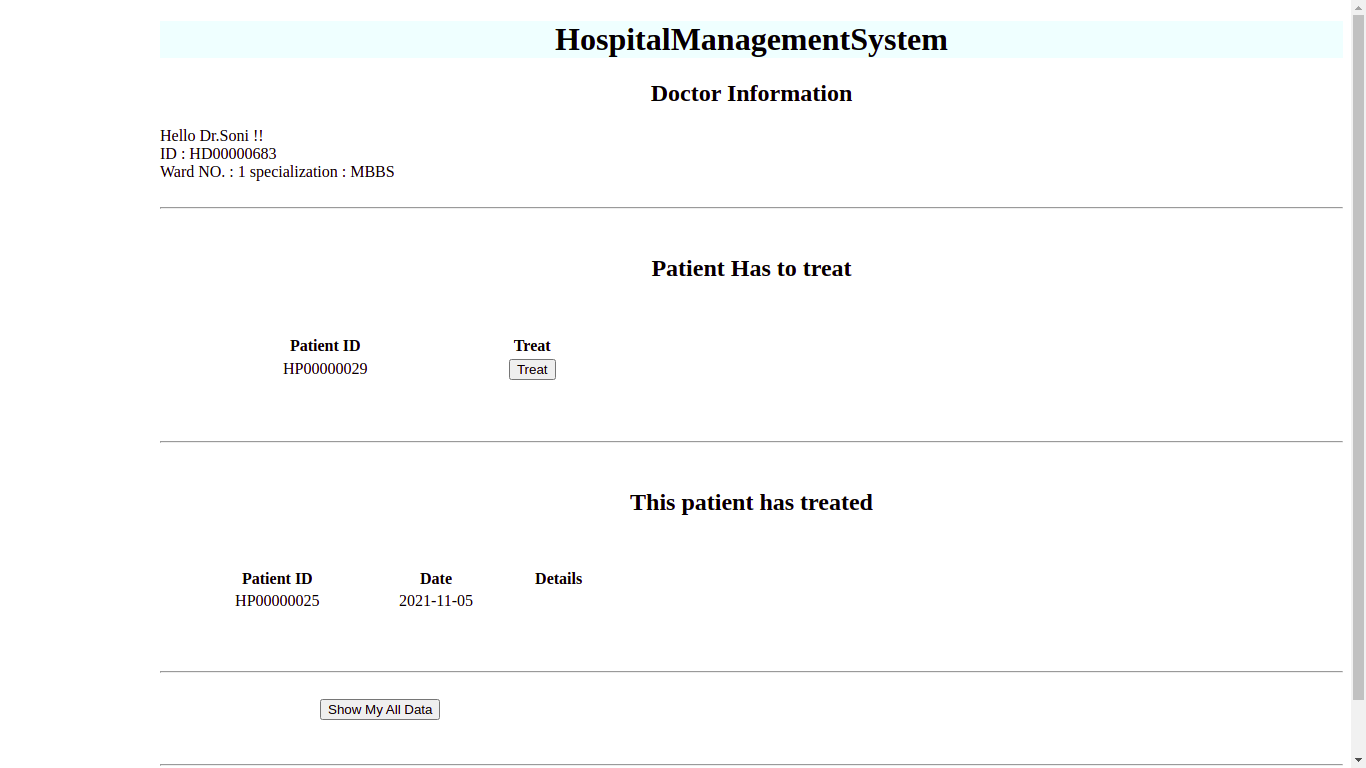 HospitalManagementSystem
Doctor Information
Hello Dr.Soni !!
ID : HD00000683
Ward NO. : 1 specialization : MBBS
Patient Has to treat
Patient ID Treat
HP00000029 Treat
This patient has treated
Patient ID Date Details
HP00000025 2021-11-05
Show My All Data